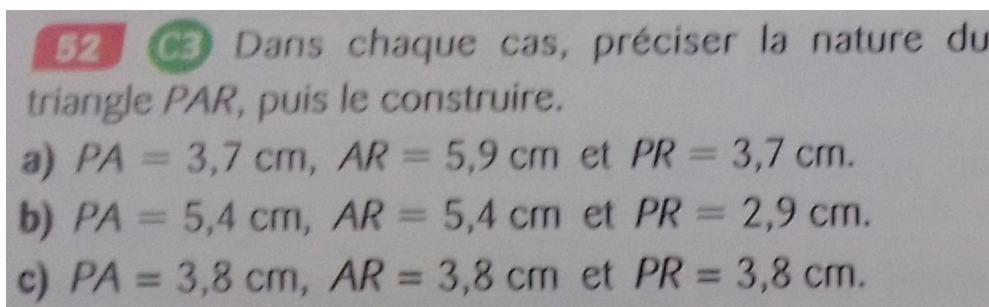 52 C3 Dans chaque cas, préciser la nature du
triangle PAR, puis le construire.
a) PA = 3,7 cm, AR = 5,9 cm et PR = 3,7 cm.
b) PA = 5,4 cm, AR = 5,4 cm et PR = 2,9 cm.
c) PA = 3,8 cm, AR = 3,8 cm et PR = 3,8 cm.